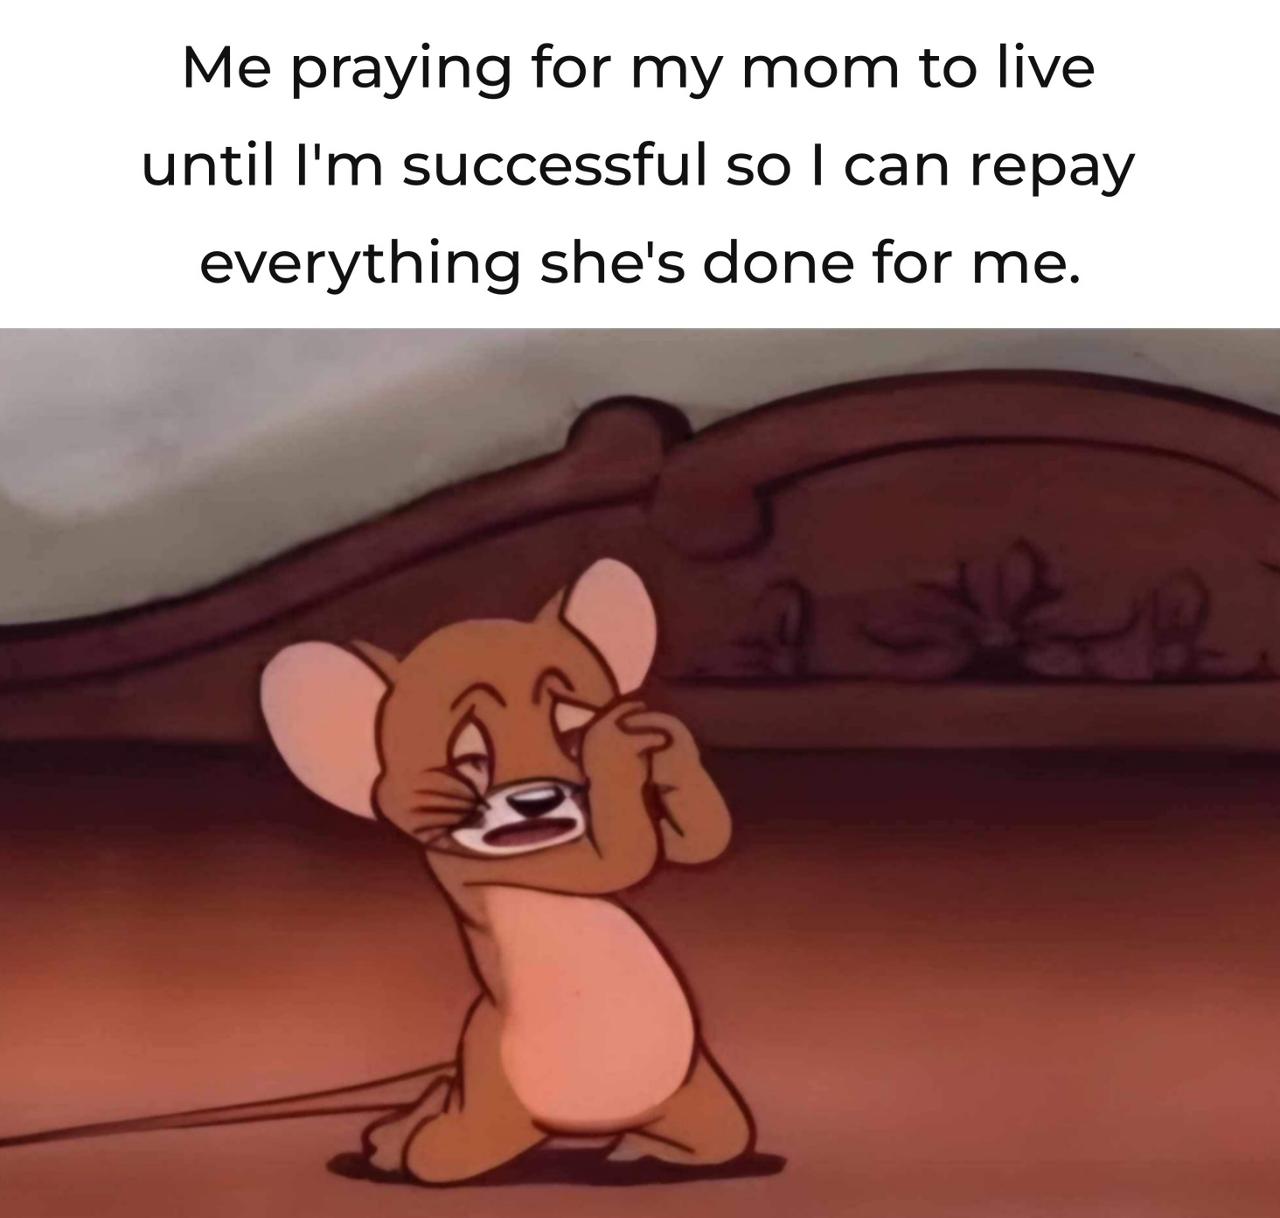 Me praying for my mom to live
until I'm successful so I can repay
everything she's done for me.